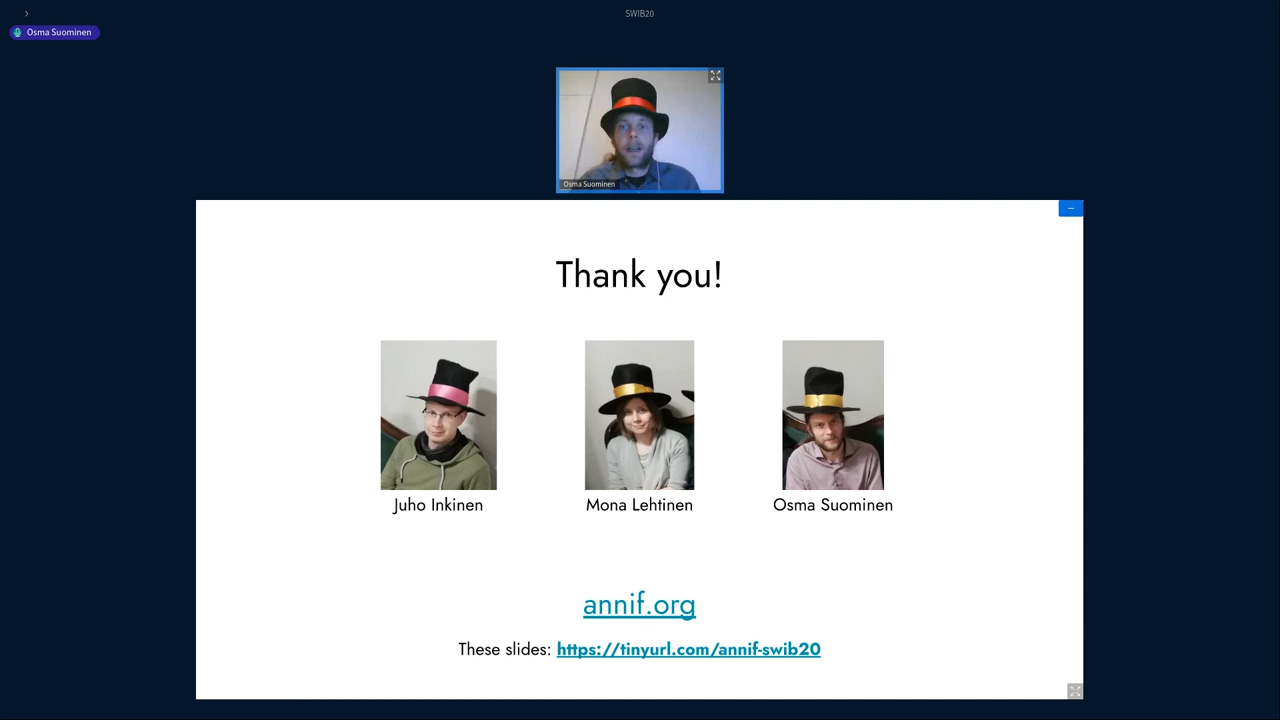 SWIB20
Osma Suominen
Osma Suominen
Thank you!
Juho Inkinen
Mona Lehtinen
Osma Suominen
annif.org
These slides: https://tinyurl.com/annif-swib20